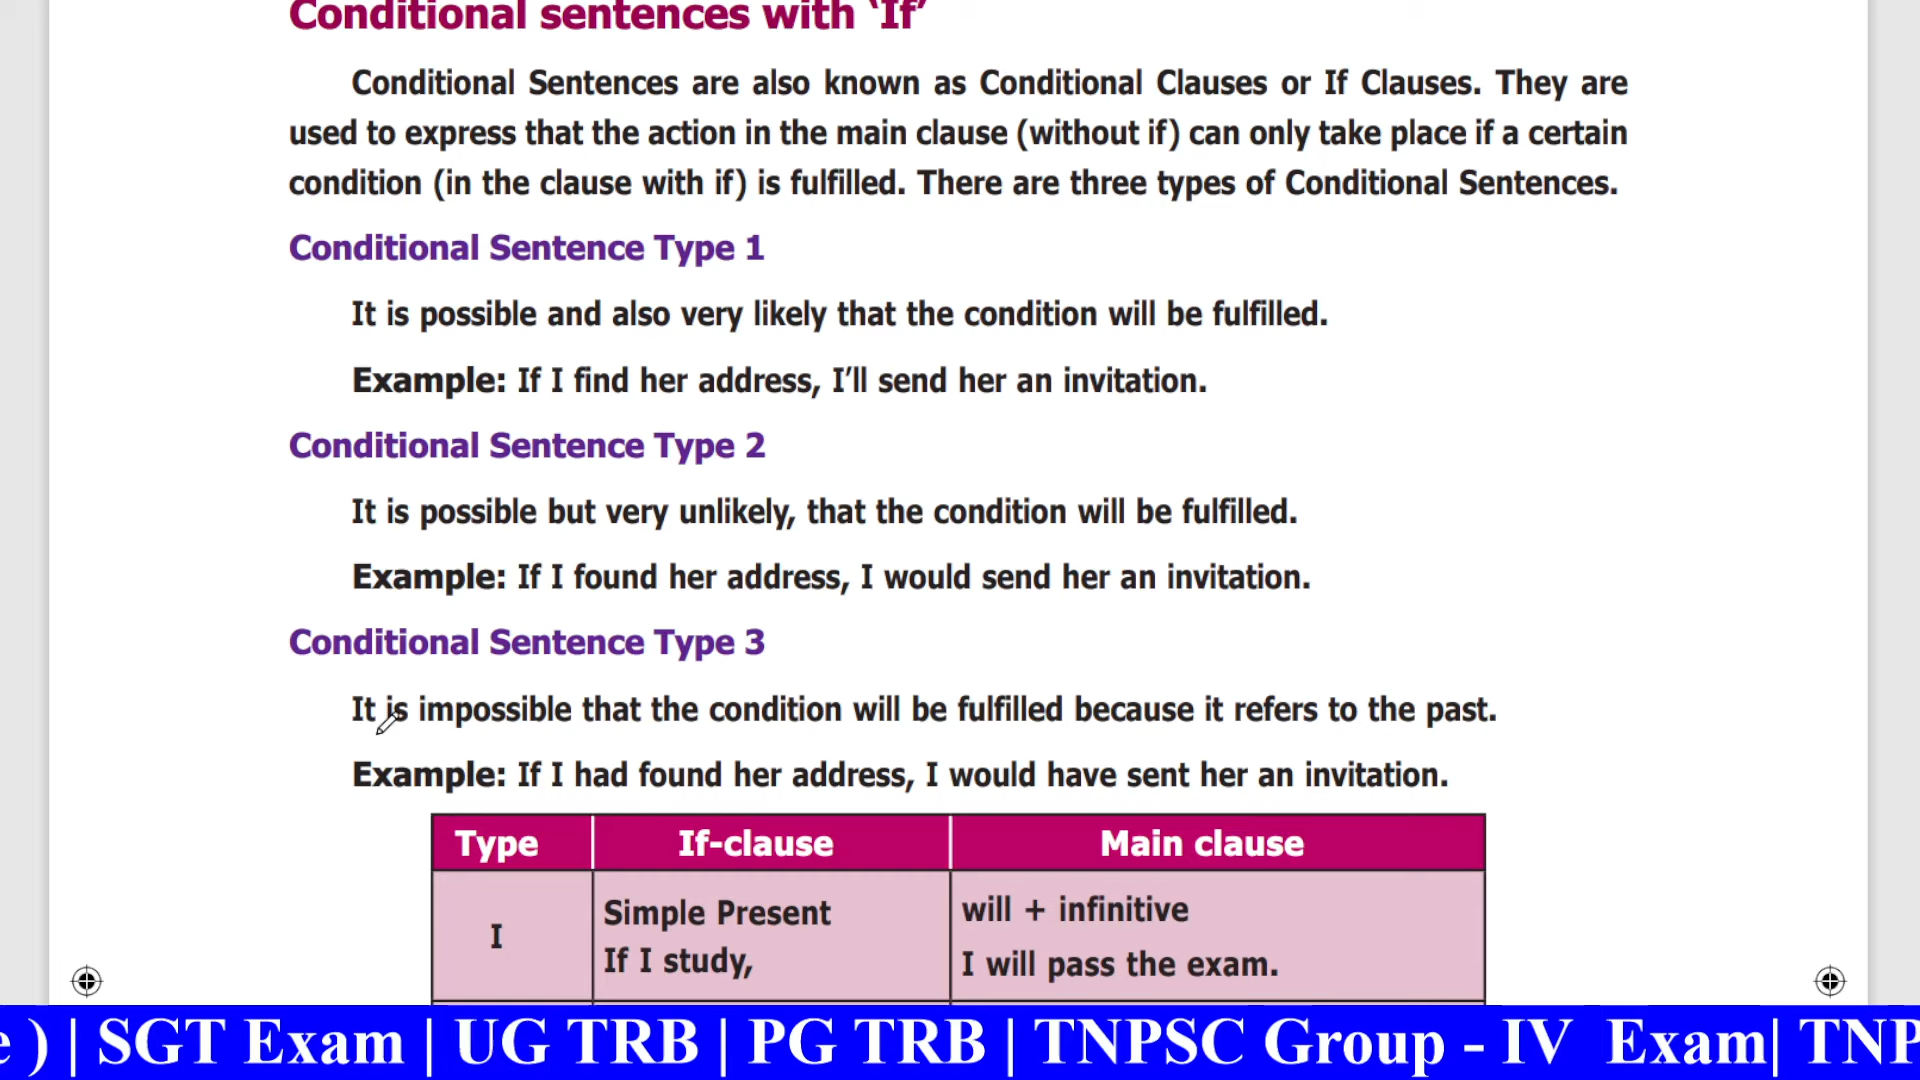 Conditional sentences with ‘If’
Conditional Sentences are also known as Conditional Clauses or If Clauses. They are
used to express that the action in the main clause (without if) can only take place if a certain
condition (in the clause with if) is fulfilled. There are three types of Conditional Sentences.
Conditional Sentence Type 1
It is possible and also very likely that the condition will be fulfilled.
Example: If I find her address, I’ll send her an invitation.
Conditional Sentence Type 2
It is possible but very unlikely, that the condition will be fulfilled.
Example: If I found her address, I would send her an invitation.
Conditional Sentence Type 3
It is impossible that the condition will be fulfilled because it refers to the past.
Example: If I had found her address, I would have sent her an invitation.
Type If-clause Main clause
I
Simple Present
If I study,
will + infinitive
I will pass the exam.
e ) | SGT Exam | UG TRB | PG TRB | TNPSC Group - IV Exam| TNP